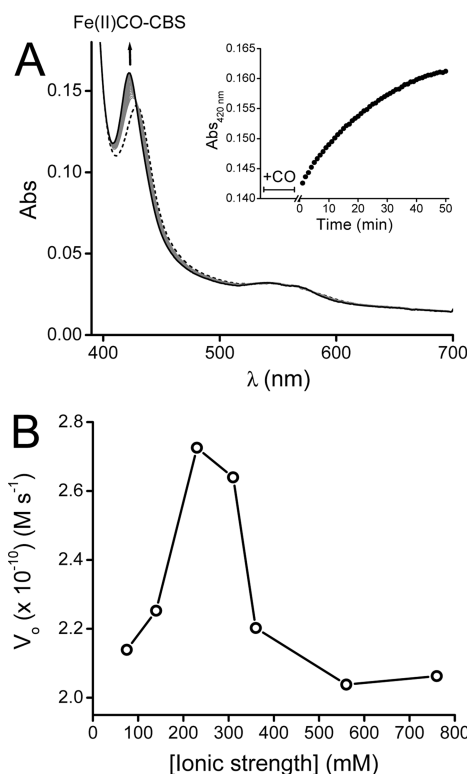 Fe(II)CO-CBS
A
Abs
0.15
0.10
0.05
0.00
400 500 600 700
λ (nm)
Abs420 nm
0.165
0.160
0.155
0.150
0.145
0.140
+CO
0 10 20 30 40 50
Time (min)
B
Vo (x 10-10) (M s-1)
2.8
2.6
2.4
2.2
2.0
0 100 200 300 400 500 600 700 800
[Ionic strength] (mM)